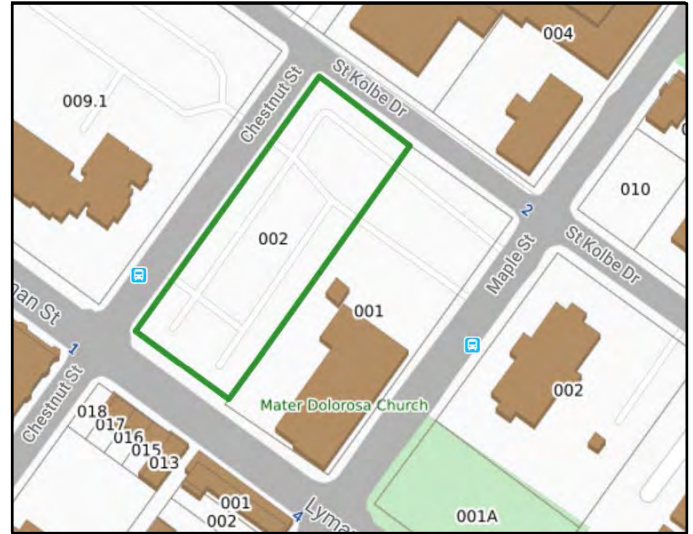 004
St Kolbe Dr
Chestnut St
009.1
010
2
002
St Kolbe Dr
Maple St
001
man St
1
002
Mater Dolorosa Church
Chestnut St
018
017
016
015
013
001
002
4
Lyma
001A